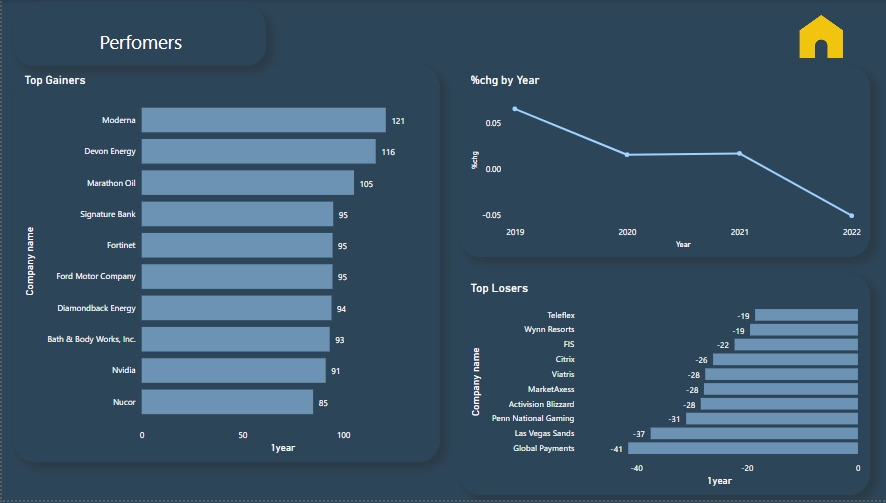 Perfomers
Top Gainers
Company name
Moderna 121
Devon Energy 116
Marathon Oil 105
Signature Bank 95
Fortinet 95
Ford Motor Company 95
Diamondback Energy 94
Bath & Body Works, Inc. 93
Nvidia 91
Nucor 85
0 50 100
1year
%chg by Year
%chg
0.05
0.00
-0.05
2019 2020 2021 2022
Year
Top Losers
Company name
Teleflex -19
Wynn Resorts -19
FIS -22
Citrix -26
Viatris -28
MarketAxess -28
Activision Blizzard -28
Penn National Gaming -31
Las Vegas Sands -37
Global Payments -41
-40 -20 0
1year